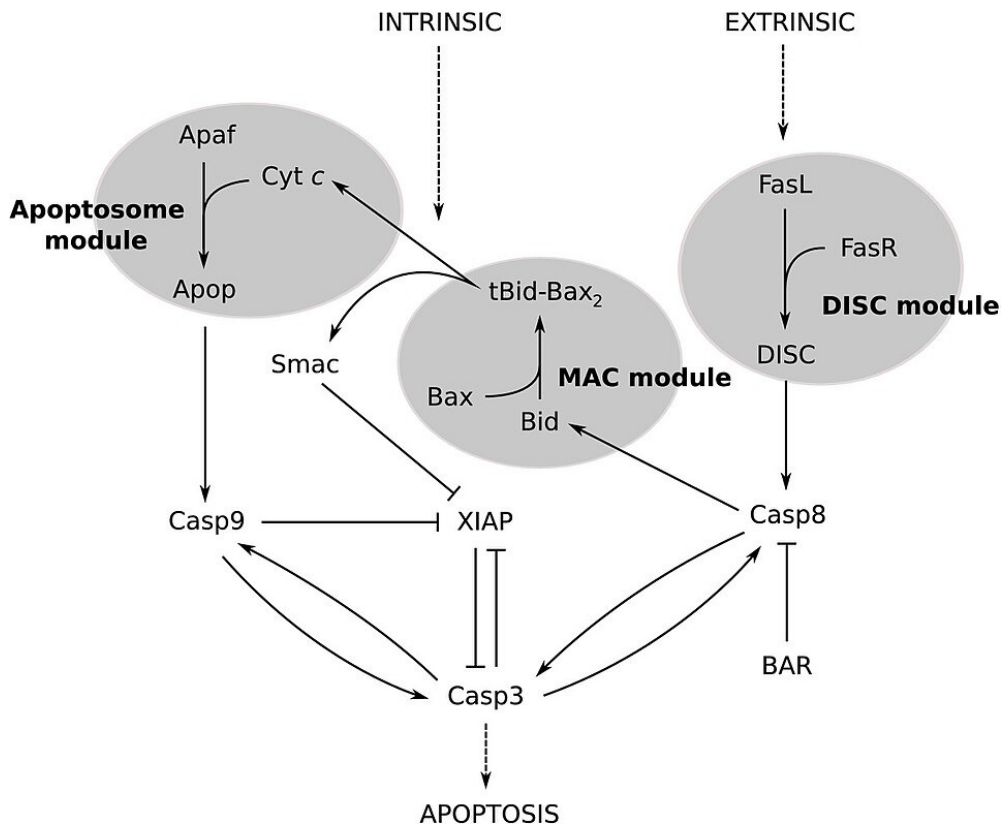 INTRINSIC
EXTRINSIC
Apaf
Cyt c
Apoptosome
module
Apop
FasL
FasR
DISC module
DISC
tBid-Bax₂
Smac
MAC module
Bax
Bid
Casp9
XIAP
Casp8
BAR
Casp3
APOPTOSIS